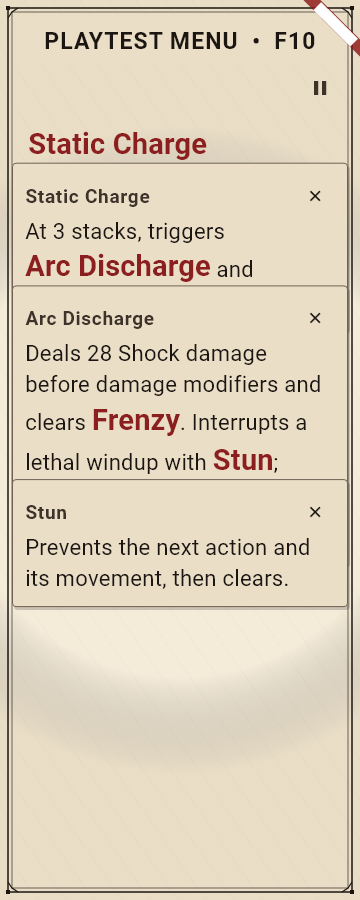 PLAYTEST MENU • F10
Static Charge
Static Charge ×
At 3 stacks, triggers
Arc Discharge and
Arc Discharge ×
Deals 28 Shock damage
before damage modifiers and
clears Frenzy. Interrupts a
lethal windup with Stun;
Stun ×
Prevents the next action and
its movement, then clears.